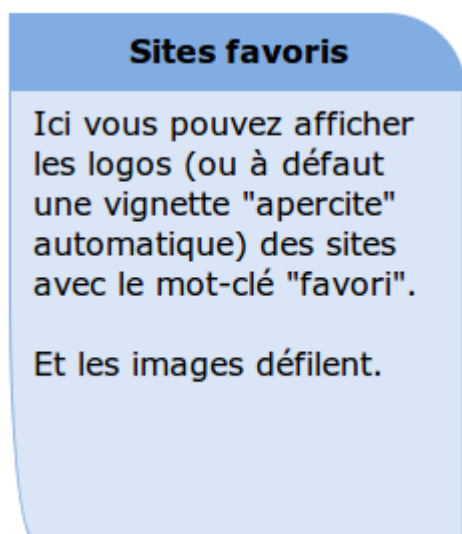 Sites favoris
Ici vous pouvez afficher
les logos (ou à défaut
une vignette "apercite"
automatique) des sites
avec le mot-clé "favori".
Et les images défilent.